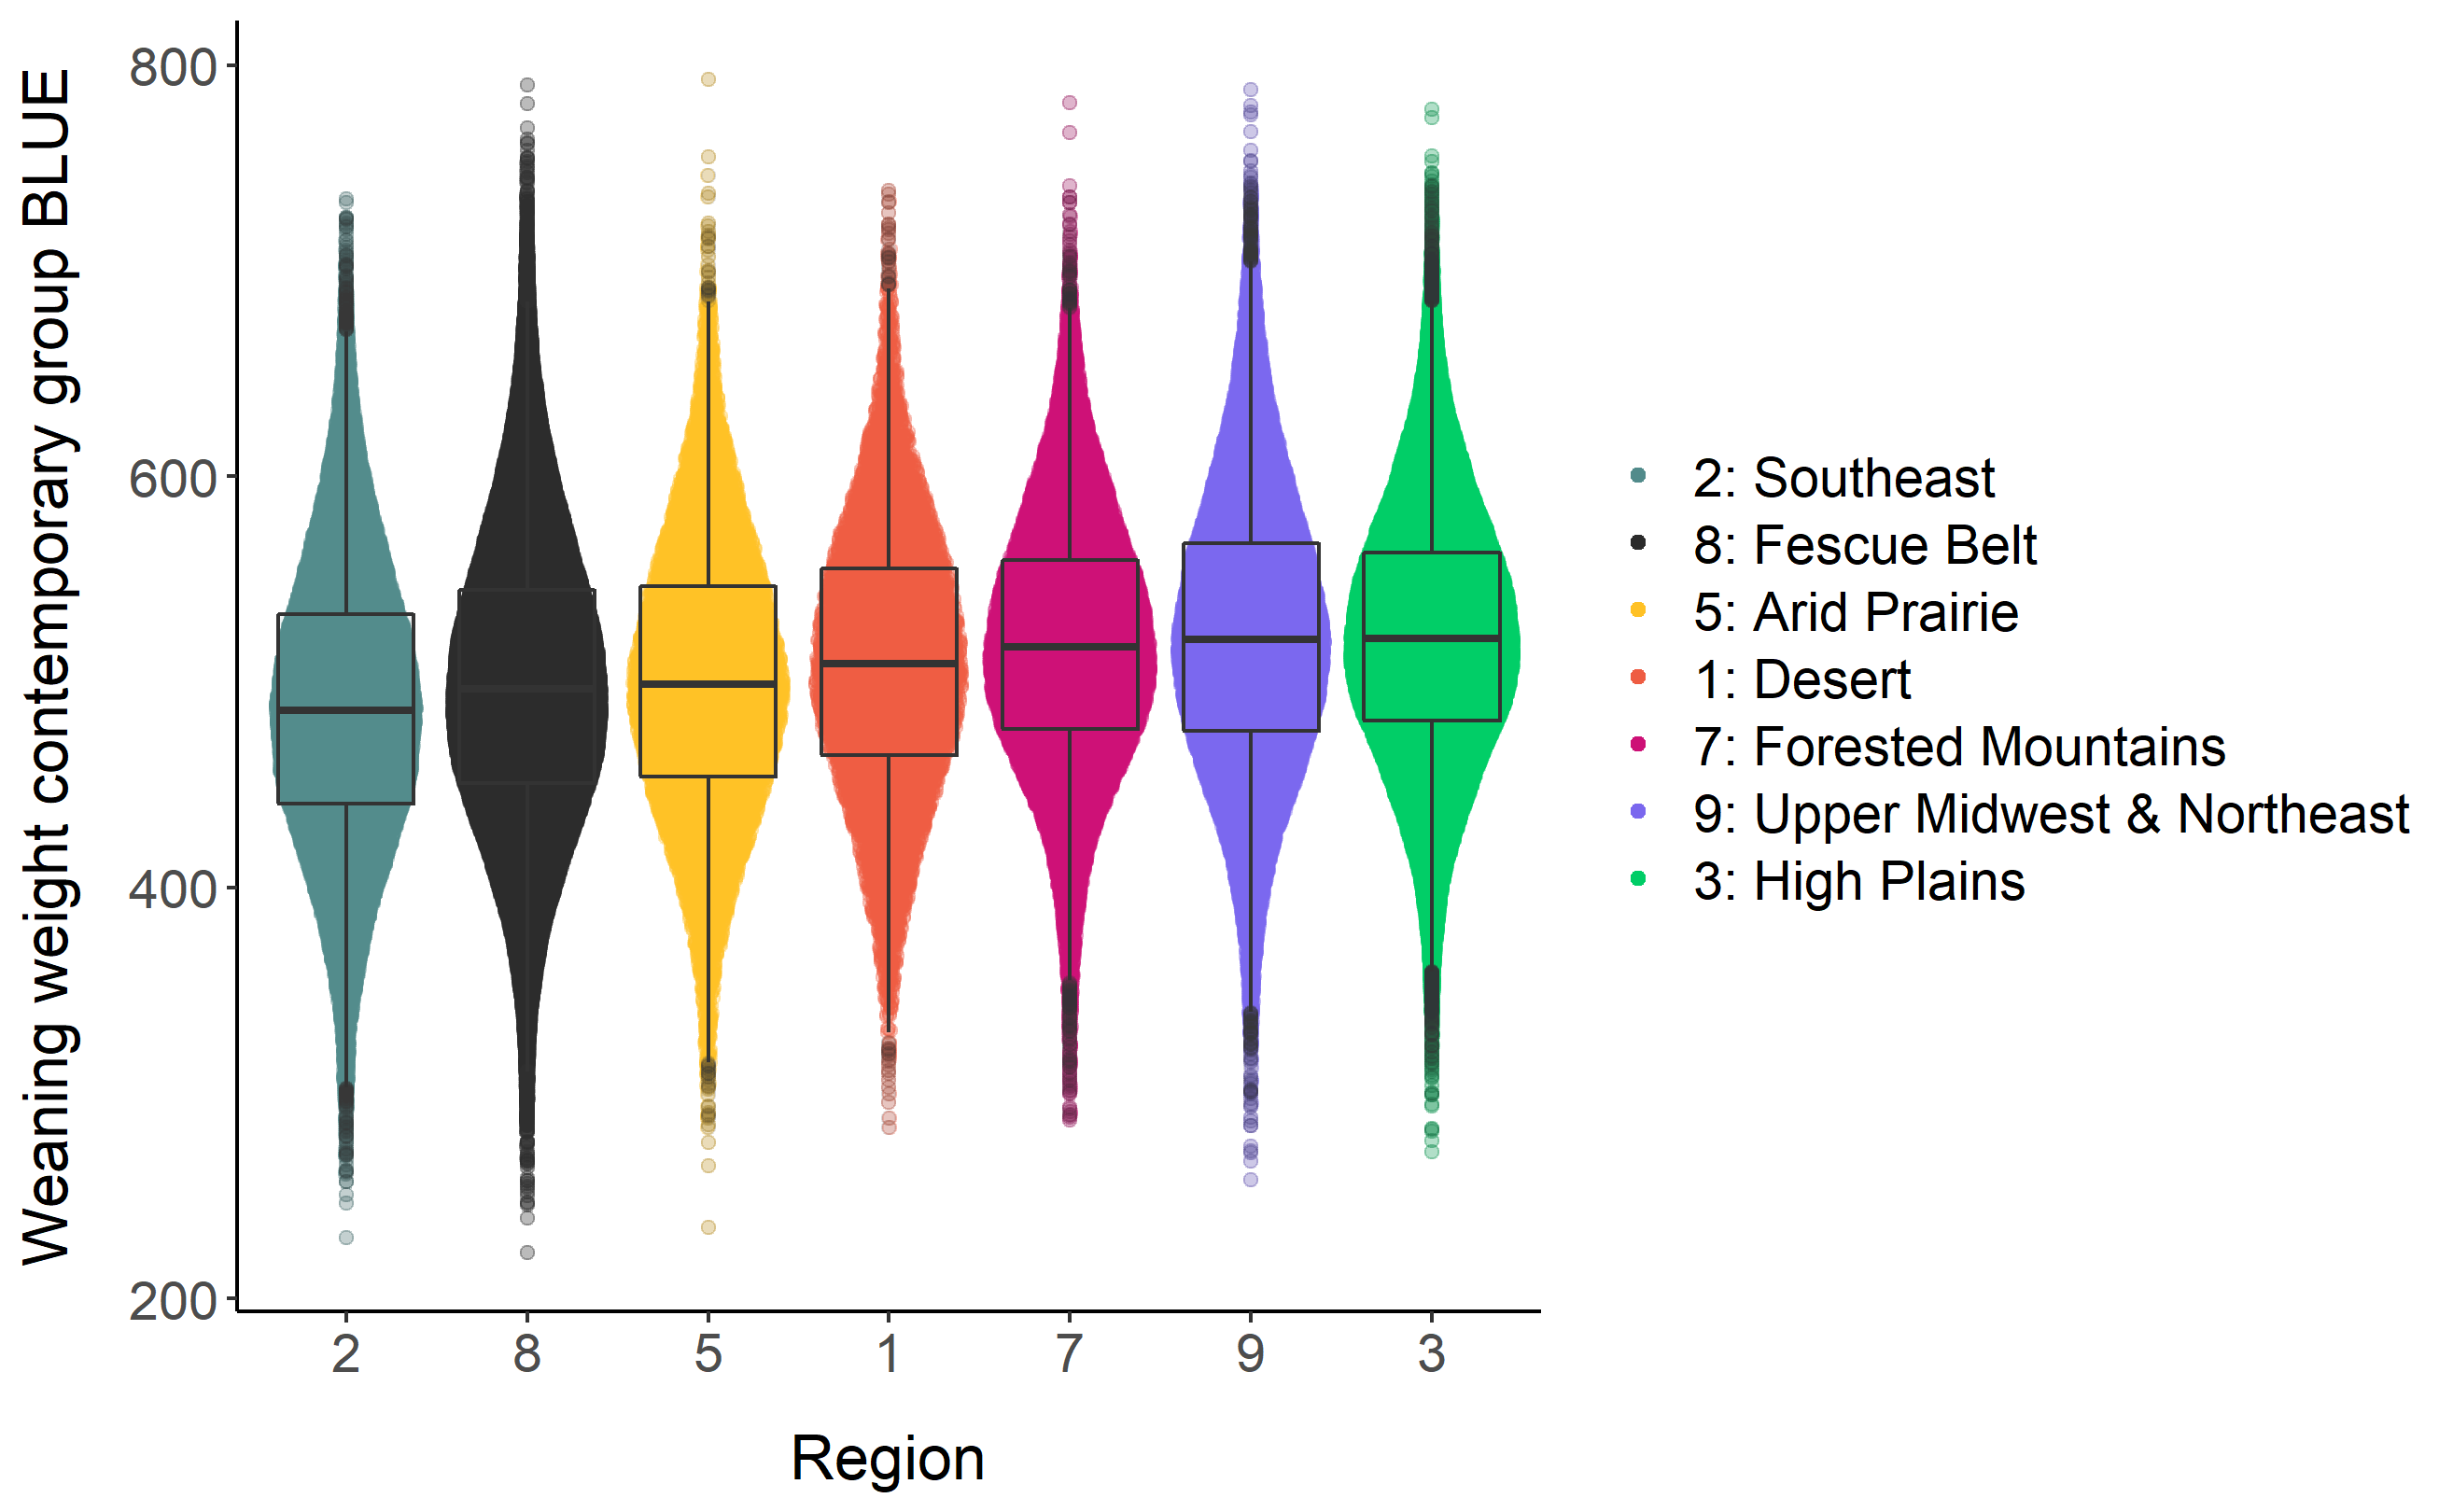 Weaning weight contemporary group BLUE
800
600
400
200
2 8 5 1 7 9 3
Region
2: Southeast
8: Fescue Belt
5: Arid Prairie
1: Desert
7: Forested Mountains
9: Upper Midwest & Northeast
3: High Plains